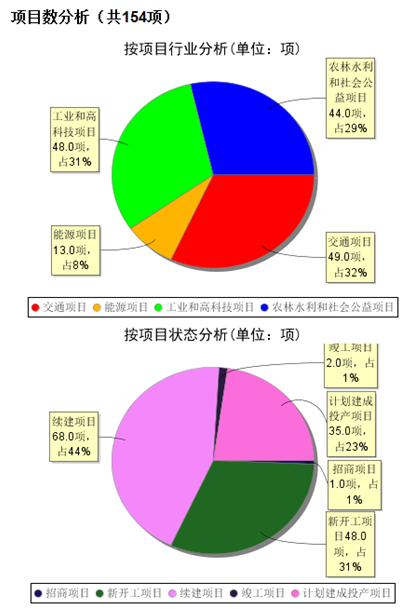 项目数分析（共154项）
按项目行业分析(单位：项)
农林水利
和社会公
益项目
44.0项，
占29%
工业和高
科技项目
48.0项，
占31%
能源项目
13.0项，
占8%
交通项目
49.0项，
占32%
交通项目 能源项目 工业和高科技项目 农林水利和社会公益项目
按项目状态分析(单位：项)
竣工项目
2.0项，占
1%
计划建成
投产项目
35.0项，
占23%
续建项目
68.0项，
占44%
招商项目
1.0项，占
1%
新开工项
目48.0
项，占
31%
招商项目 新开工项目 续建项目 竣工项目 计划建成投产项目